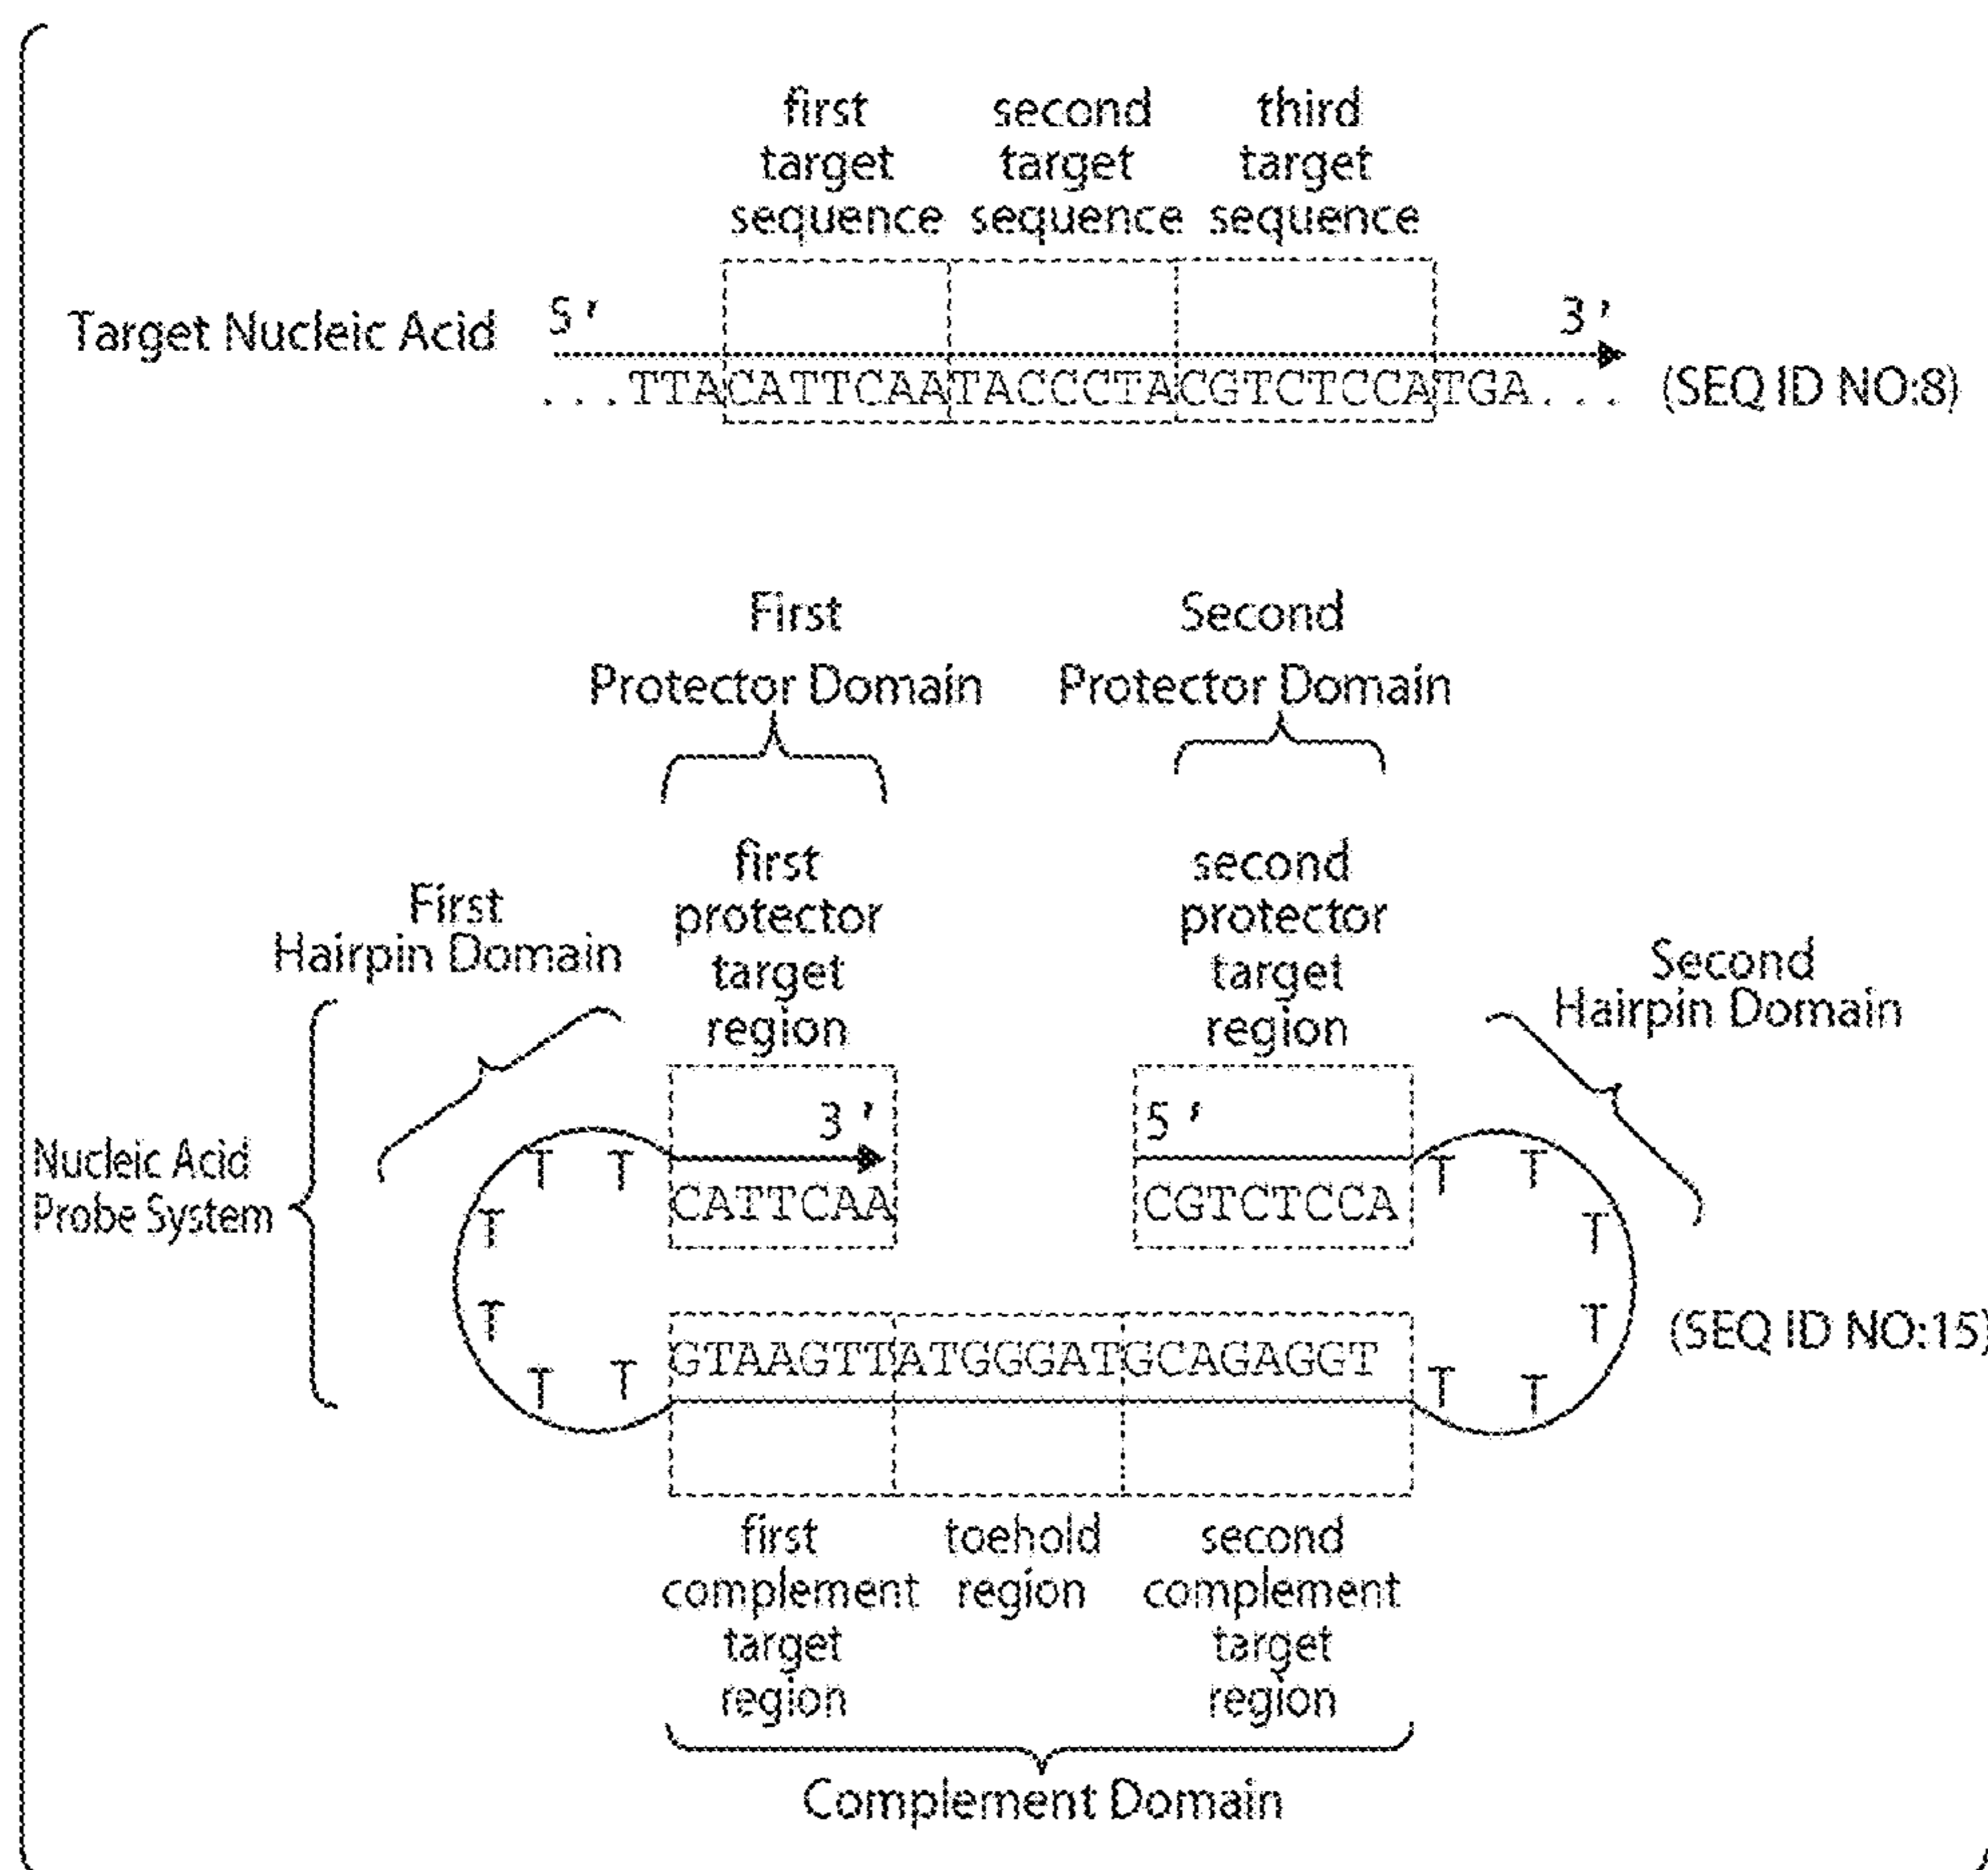 first
target
sequence
second
target
sequence
third
target
sequence
Target Nucleic Acid
5'
3'
...TTACATTCAATACCCTACGTCTCCATGA...
(SEQ ID NO:8)
First
Protector Domain
Second
Protector Domain
First
Hairpin Domain
first
protector
target
region
second
protector
target
region
Second
Hairpin Domain
Nucleic Acid
Probe System
3'
5'
T T
T
T
T T
CATTCAA
CGTCTCCA
T T
T
T
T T
GTAAGTTATGGGATGCAGAGGT
(SEQ ID NO:15)
first
complement
target
region
toehold
region
second
complement
target
region
Complement Domain